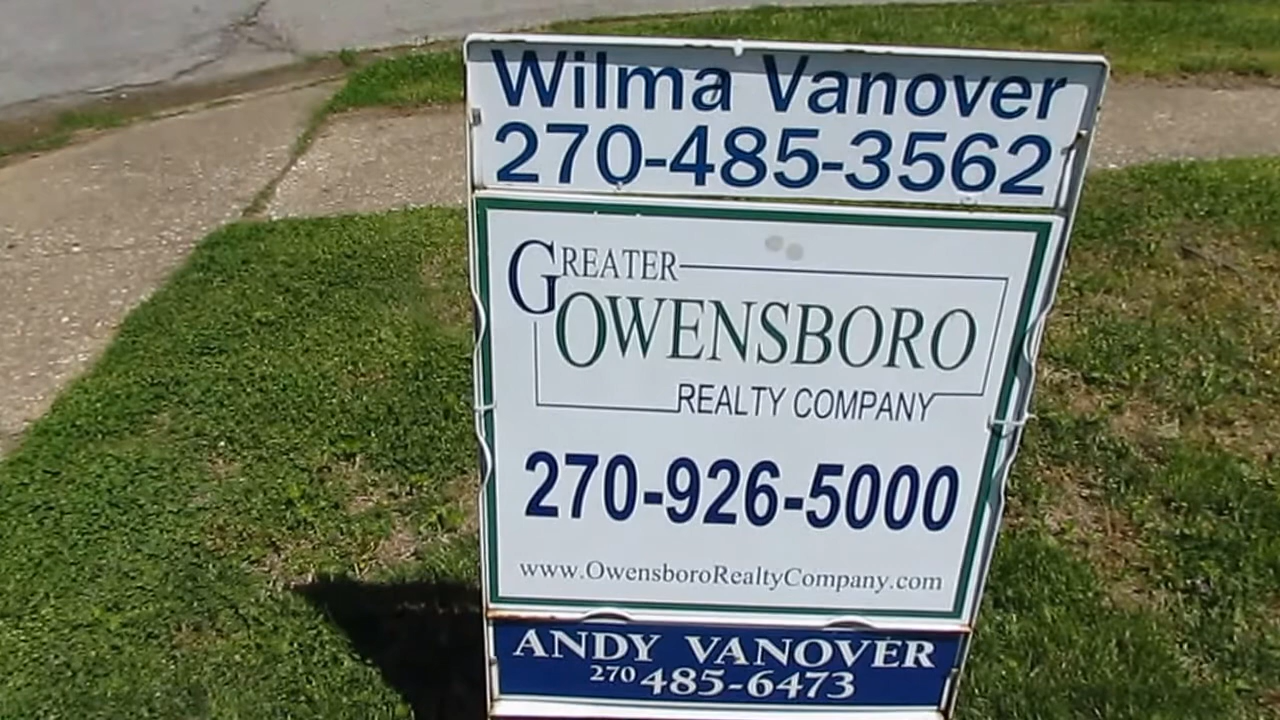 Wilma Vanover
270-485-3562
GREATER
OWENSBORO
REALTY COMPANY
270-926-5000
www.OwensboroRealtyCompany.com
ANDY VANOVER
270 485-6473